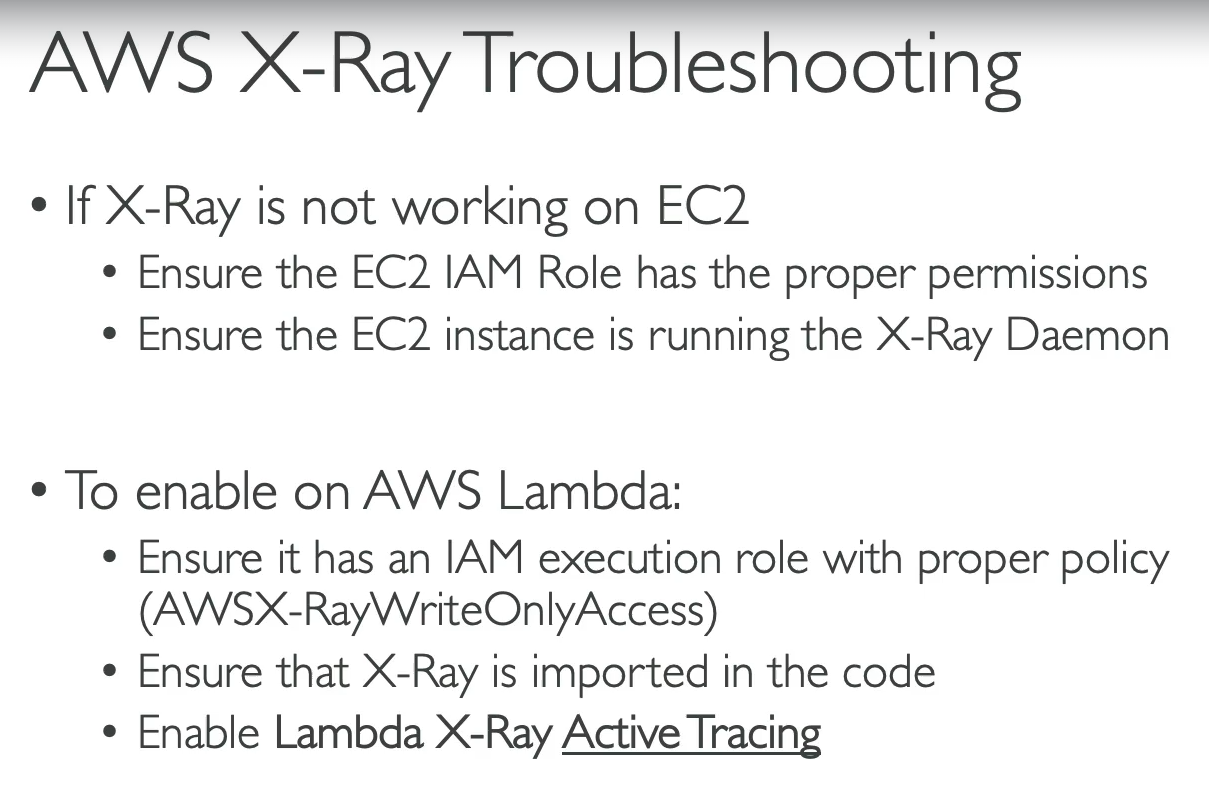 AWS X-Ray Troubleshooting
• If X-Ray is not working on EC2
• Ensure the EC2 IAM Role has the proper permissions
• Ensure the EC2 instance is running the X-Ray Daemon
• To enable on AWS Lambda:
• Ensure it has an IAM execution role with proper policy
(AWSX-RayWriteOnlyAccess)
• Ensure that X-Ray is imported in the code
• Enable Lambda X-Ray Active Tracing